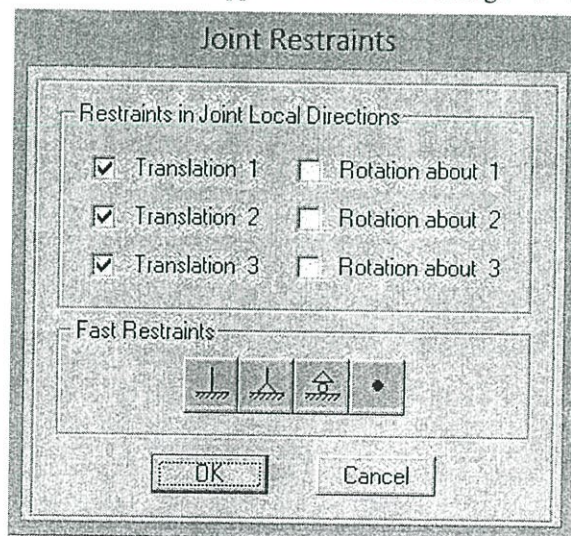 Joint Restraints
Restraints in Joint Local Directions
Translation 1 Rotation about 1
Translation 2 Rotation about 2
Translation 3 Rotation about 3
Fast Restraints
OK Cancel